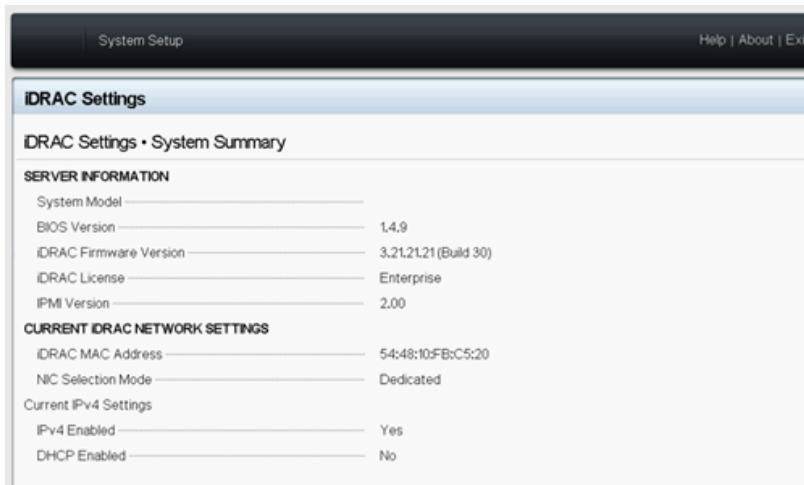 System Setup
Help | About | Exi
iDRAC Settings
iDRAC Settings • System Summary
SERVER INFORMATION
System Model
BIOS Version 1.4.9
iDRAC Firmware Version 3.21.21.21 (Build 30)
iDRAC License Enterprise
IPMI Version 2.00
CURRENT iDRAC NETWORK SETTINGS
iDRAC MAC Address 54:48:10:FB:C5:20
NIC Selection Mode Dedicated
Current IPv4 Settings
IPv4 Enabled Yes
DHCP Enabled No